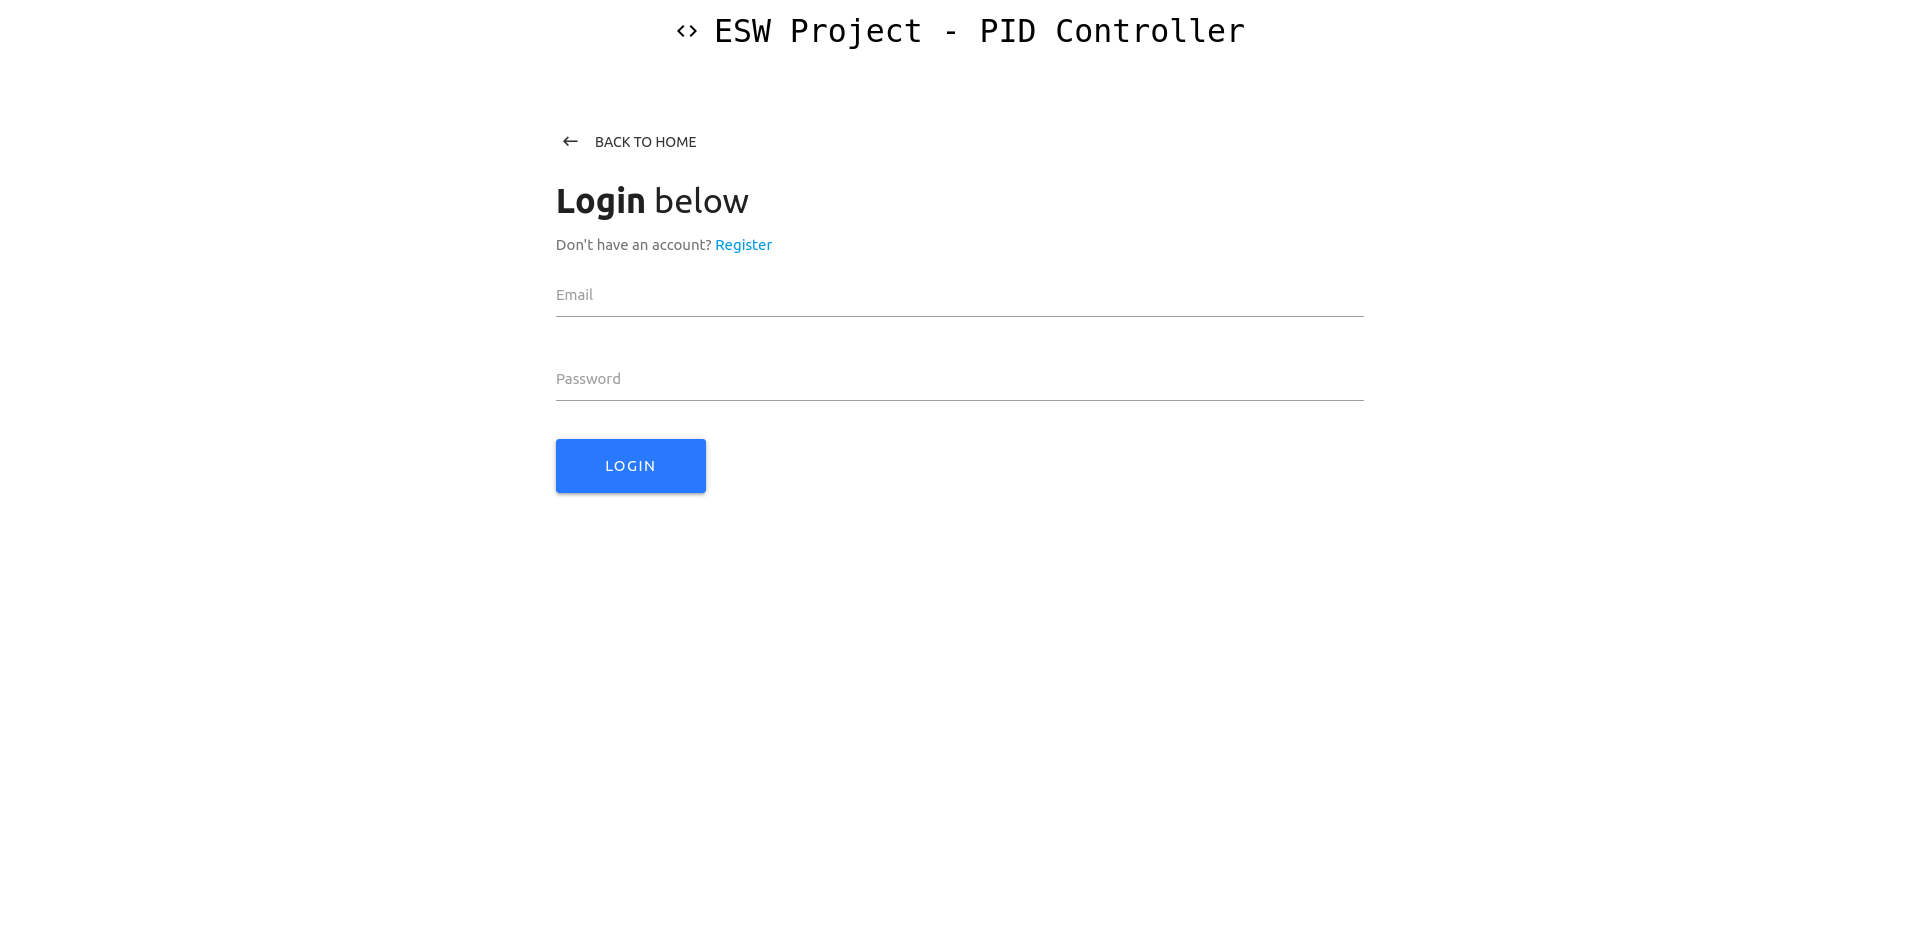 <> ESW Project - PID Controller
← BACK TO HOME
Login below
Don't have an account? Register
Email
Password
LOGIN